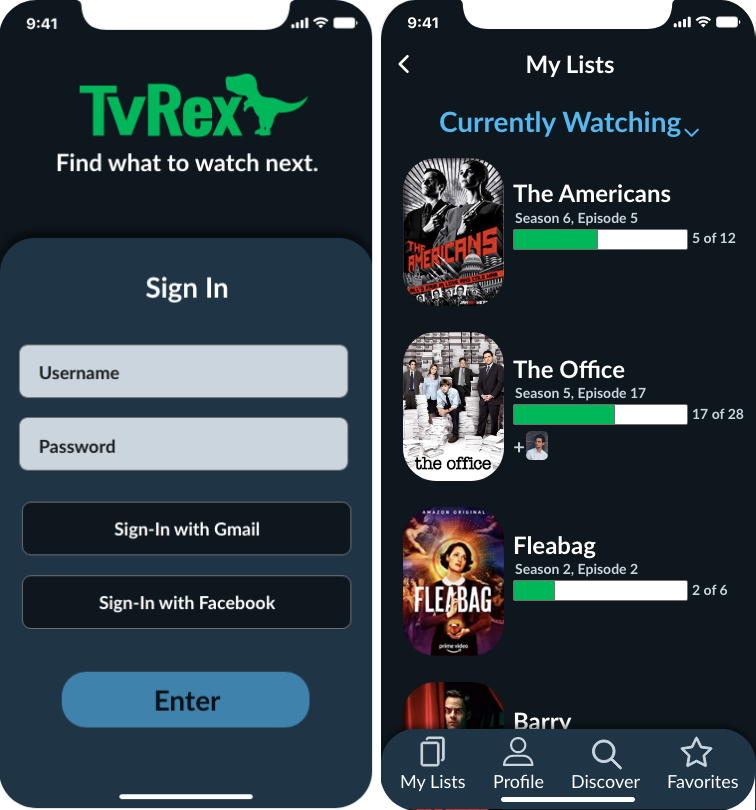 9:41
TvRex
Find what to watch next.
Sign In
Username
Password
Sign-In with Gmail
Sign-In with Facebook
Enter
9:41
My Lists
Currently Watching
THE AMERICANS
The Americans
Season 6, Episode 5
5 of 12
the office
The Office
Season 5, Episode 17
17 of 28
+
AMAZON ORIGINAL
FLEABAG
prime video
Fleabag
Season 2, Episode 2
2 of 6
Barry
My Lists
Profile
Discover
Favorites